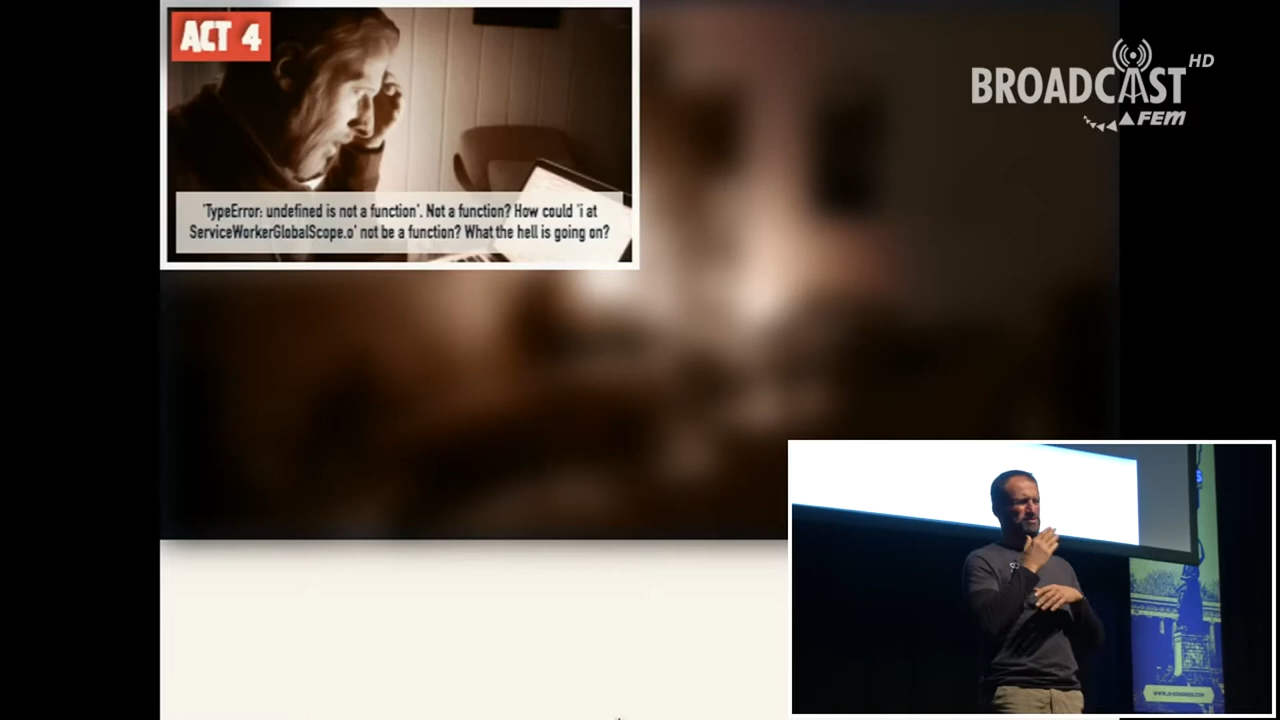 ACT 4
'TypeError: undefined is not a function'. Not a function? How could 'i at
ServiceWorkerGlobalScope.o' not be a function? What the hell is going on?
BROADCAST HD
FEM